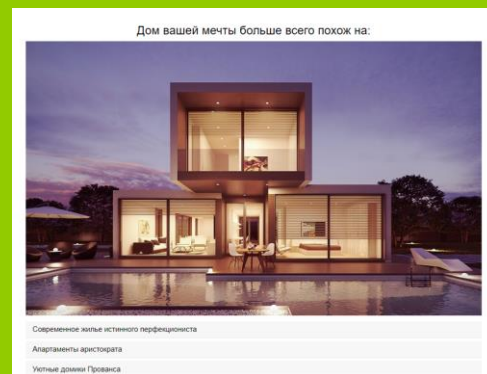 Дом вашей мечты больше всего похож на:
Современное жилье истинного перфекциониста
Апартаменты аристократа
Уютные домики Прованса